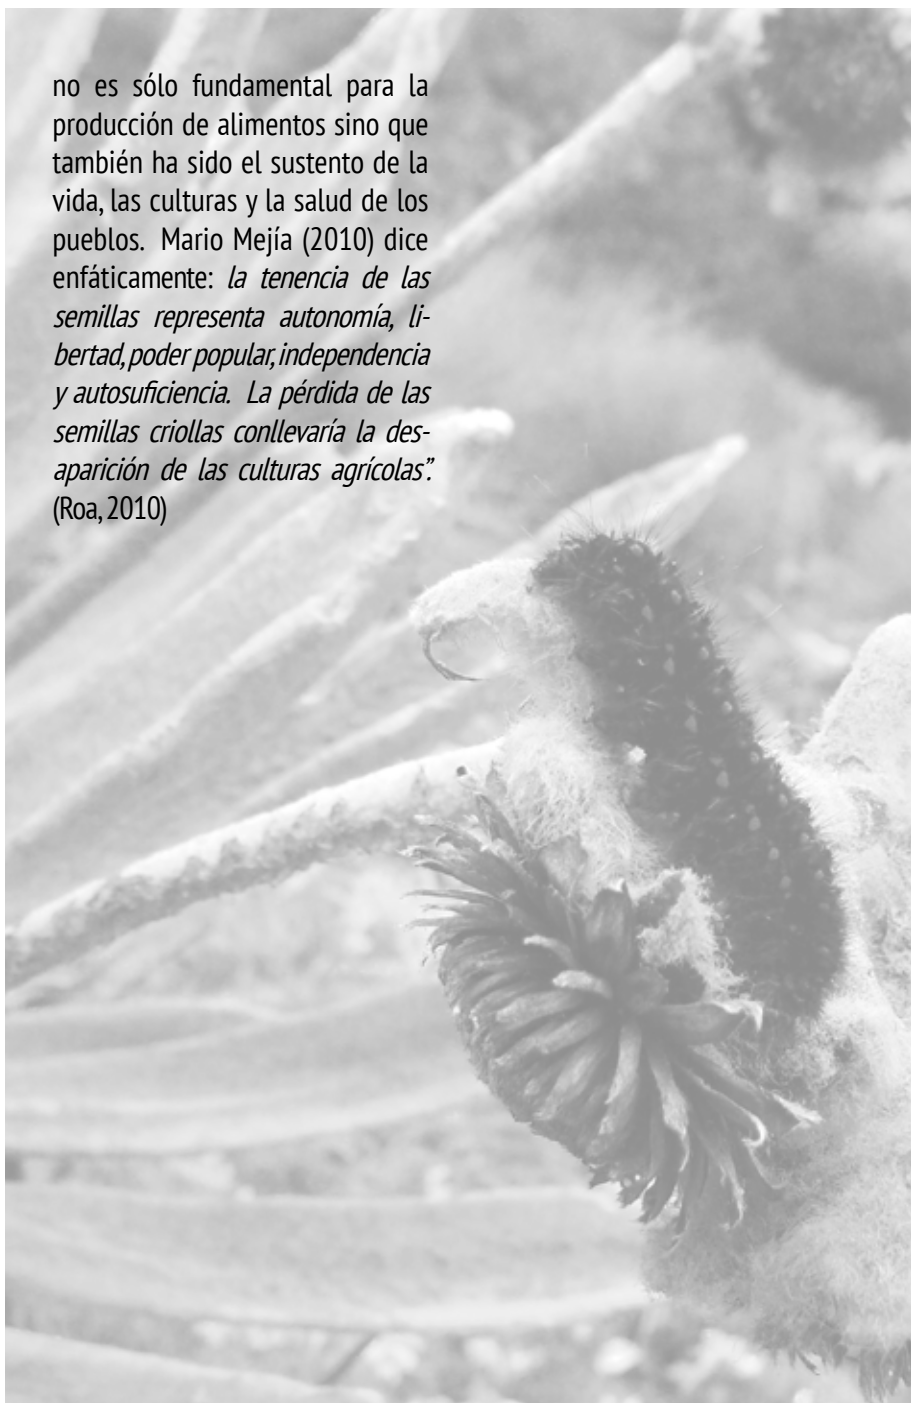 no es sólo fundamental para la
producción de alimentos sino que
también ha sido el sustento de la
vida, las culturas y la salud de los
pueblos.  Mario Mejía (2010) dice
enfáticamente: la tenencia de las
semillas representa autonomía, li-
bertad, poder popular, independencia
y autosuficiencia.  La pérdida de las
semillas criollas conllevaría la des-
aparición de las culturas agrícolas”.
(Roa, 2010)